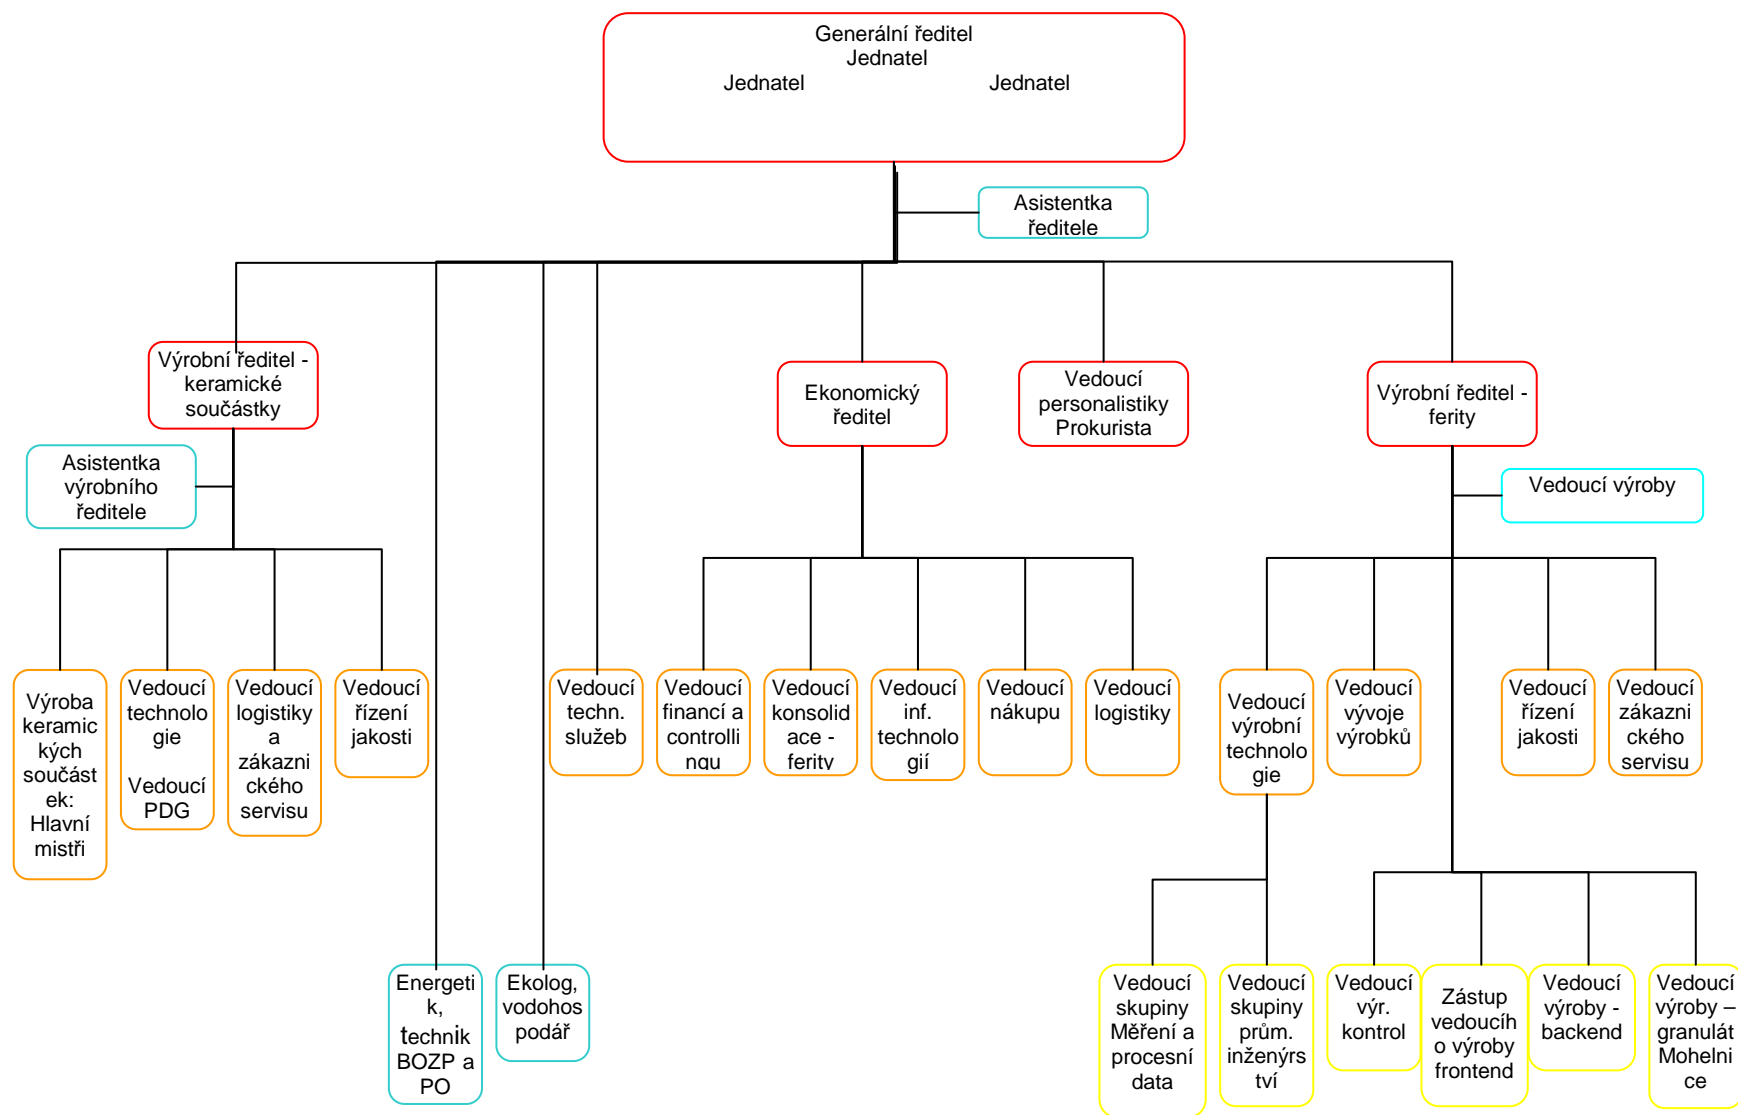 Generální ředitel
Jednatel
Jednatel Jednatel
Asistentka
ředitele
Výrobní ředitel -
keramické
součástky
Ekonomický
ředitel
Vedoucí
personalistiky
Prokurista
Výrobní ředitel -
ferity
Asistentka
výrobního
ředitele
Vedoucí výroby
Výroba
keramic
kých
součást
ek:
Hlavní
mistři
Vedoucí
technolo
gie
Vedoucí
PDG
Vedoucí
logistiky
a
zákazni
ckého
servisu
Vedoucí
řízení
jakosti
Vedoucí
techn.
služeb
Vedoucí
financí a
controlli
ngu
Vedoucí
konsolid
ace -
ferity
Vedoucí
inf.
technolo
gií
Vedoucí
nákupu
Vedoucí
logistiky
Vedoucí
výrobní
technolo
gie
Vedoucí
vývoje
výrobků
Vedoucí
řízení
jakosti
Vedoucí
zákazni
ckého
servisu
Energeti
k,
technik
BOZP a
PO
Ekolog,
vodohos
podář
Vedoucí
skupiny
Měření a
procesní
data
Vedoucí
skupiny
prům.
inženýrs
tví
Vedoucí
výr.
kontrol
Zástup
vedoucíh
o výroby
frontend
Vedoucí
výroby -
backend
Vedoucí
výroby –
granulát
Mohelni
ce